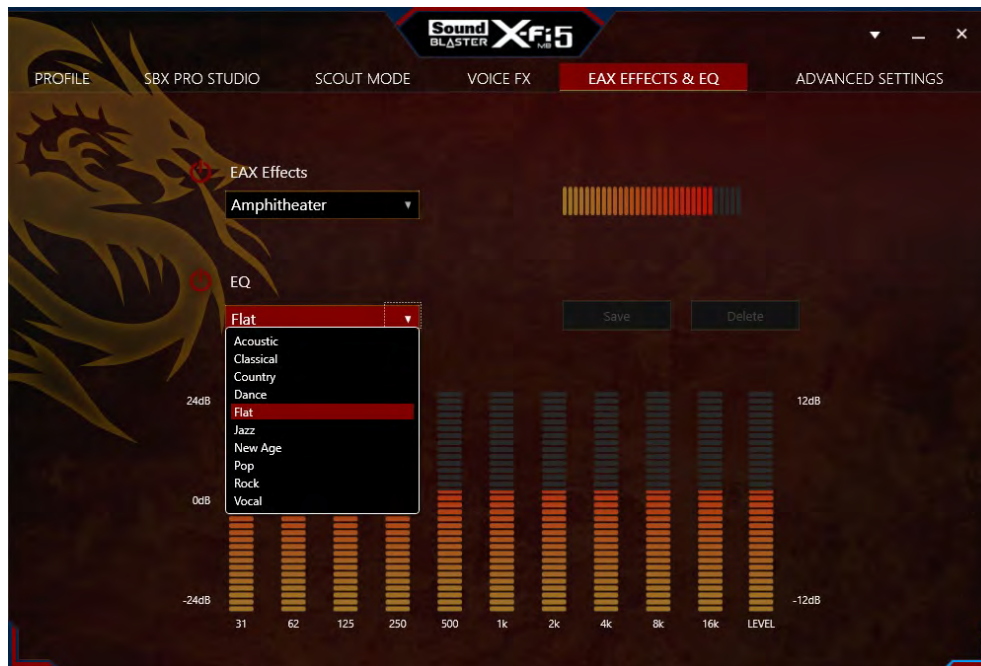 Sound BLASTER X-Fi MB 5
PROFILE SBX PRO STUDIO SCOUT MODE VOICE FX EAX EFFECTS & EQ ADVANCED SETTINGS
EAX Effects
Amphitheater
EQ
Flat Save Delete
Acoustic
Classical
Country
Dance
24dB 12dB
Flat
Jazz
New Age
Pop
Rock
0dB Vocal
-24dB -12dB
31 62 125 250 500 1k 2k 4k 8k 16k LEVEL